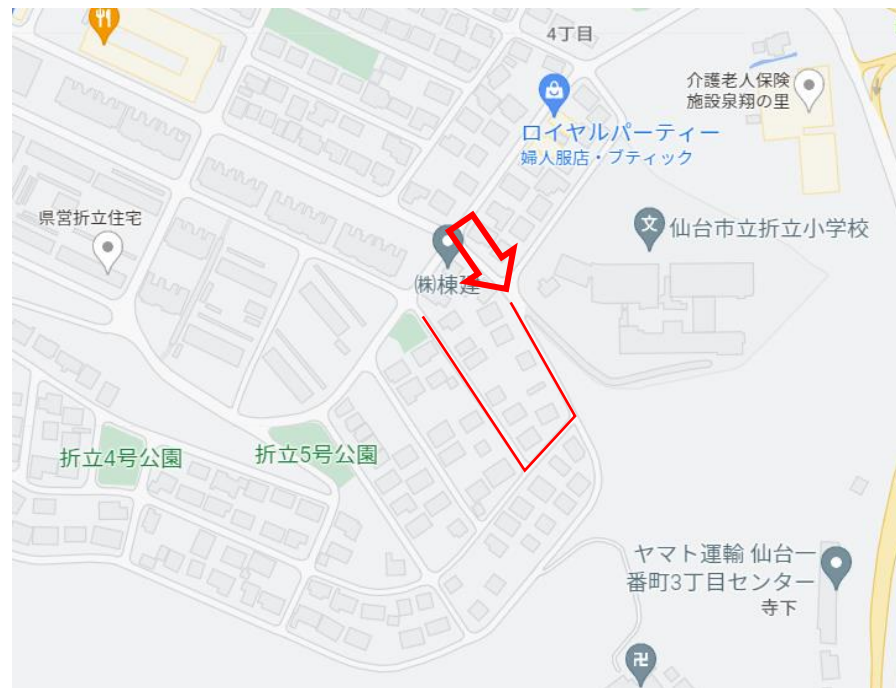 4丁目
介護老人保険
施設泉翔の里
ロイヤルパーティー
婦人服店・ブティック
県営折立住宅
文
仙台市立折立小学校
㈱棟建
折立4号公園
折立5号公園
ヤマト運輸 仙台一
番町3丁目センター
寺下
卍